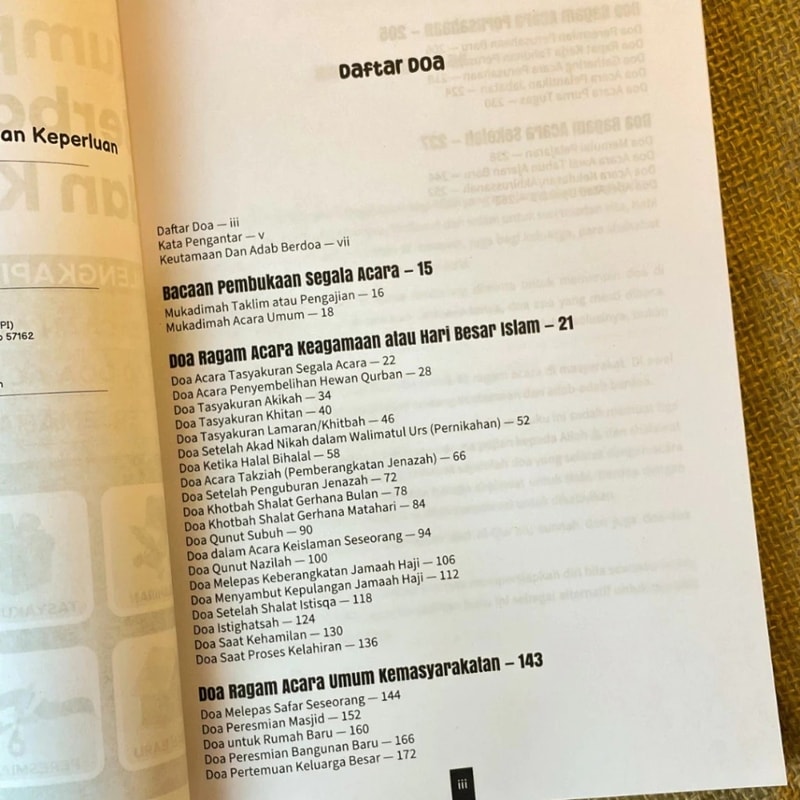 an Keperluan
PI)
o 57162
Daftar Doa
Daftar Doa — iii
Kata Pengantar — v
Keutamaan Dan Adab Berdoa — vii
Bacaan Pembukaan Segala Acara – 15
Mukadimah Taklim atau Pengajian — 16
Mukadimah Acara Umum — 18
Doa Ragam Acara Keagamaan atau Hari Besar Islam – 21
Doa Acara Tasyakuran Segala Acara — 22
Doa Acara Penyembelihan Hewan Qurban — 28
Doa Tasyakuran Akikah — 34
Doa Tasyakuran Khitan — 40
Doa Tasyakuran Lamaran/Khitbah — 46
Doa Setelah Akad Nikah dalam Walimatul Urs (Pernikahan) — 52
Doa Ketika Halal Bihalal — 58
Doa Acara Takziah (Pemberangkatan Jenazah) — 66
Doa Setelah Penguburan Jenazah — 72
Doa Khotbah Shalat Gerhana Bulan — 78
Doa Khotbah Shalat Gerhana Matahari — 84
Doa Qunut Subuh — 90
Doa dalam Acara Keislaman Seseorang — 94
Doa Qunut Nazilah — 100
Doa Melepas Keberangkatan Jamaah Haji — 106
Doa Menyambut Kepulangan Jamaah Haji — 112
Doa Setelah Shalat Istisqa — 118
Doa Istighatsah — 124
Doa Saat Kehamilan — 130
Doa Saat Proses Kelahiran — 136
Doa Ragam Acara Umum Kemasyarakatan – 143
Doa Melepas Safar Seseorang — 144
Doa Peresmian Masjid — 152
Doa untuk Rumah Baru — 160
Doa Peresmian Bangunan Baru — 166
Doa Pertemuan Keluarga Besar — 172
iii